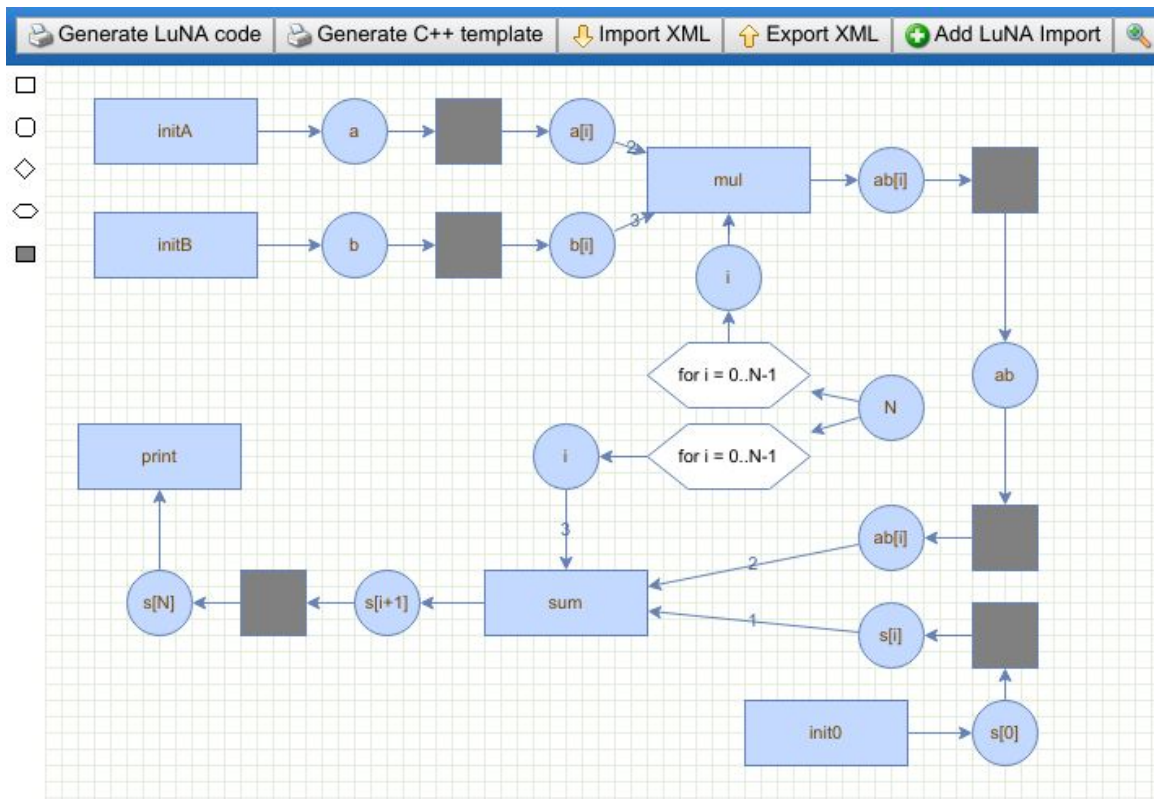 Generate LuNA code Generate C++ template Import XML Export XML Add LuNA Import
initA a a[i] 2 mul ab[i]
initB b b[i] 3
i
for i = 0..N-1 ab
N
print i for i = 0..N-1
3 ab[i]
2
s[N] s[i+1] sum 1 s[i]
init0 s[0]